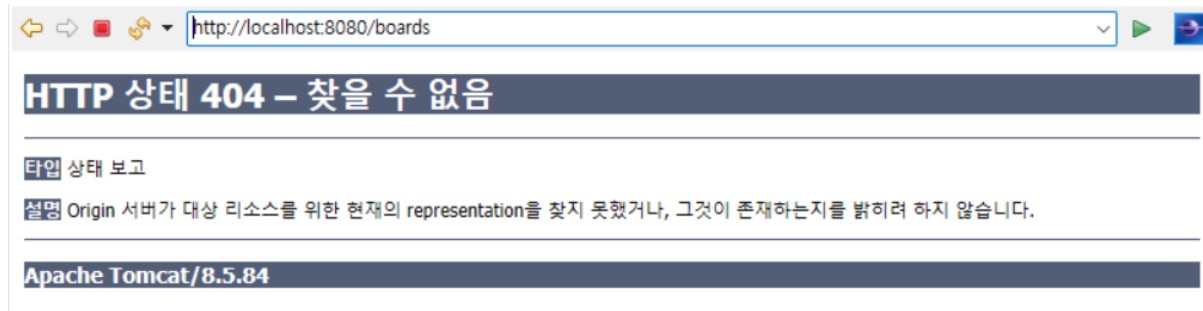 http://localhost:8080/boards
HTTP 상태 404 – 찾을 수 없음
타입 상태 보고
설명 Origin 서버가 대상 리소스를 위한 현재의 representation을 찾지 못했거나, 그것이 존재하는지를 밝히려 하지 않습니다.
Apache Tomcat/8.5.84